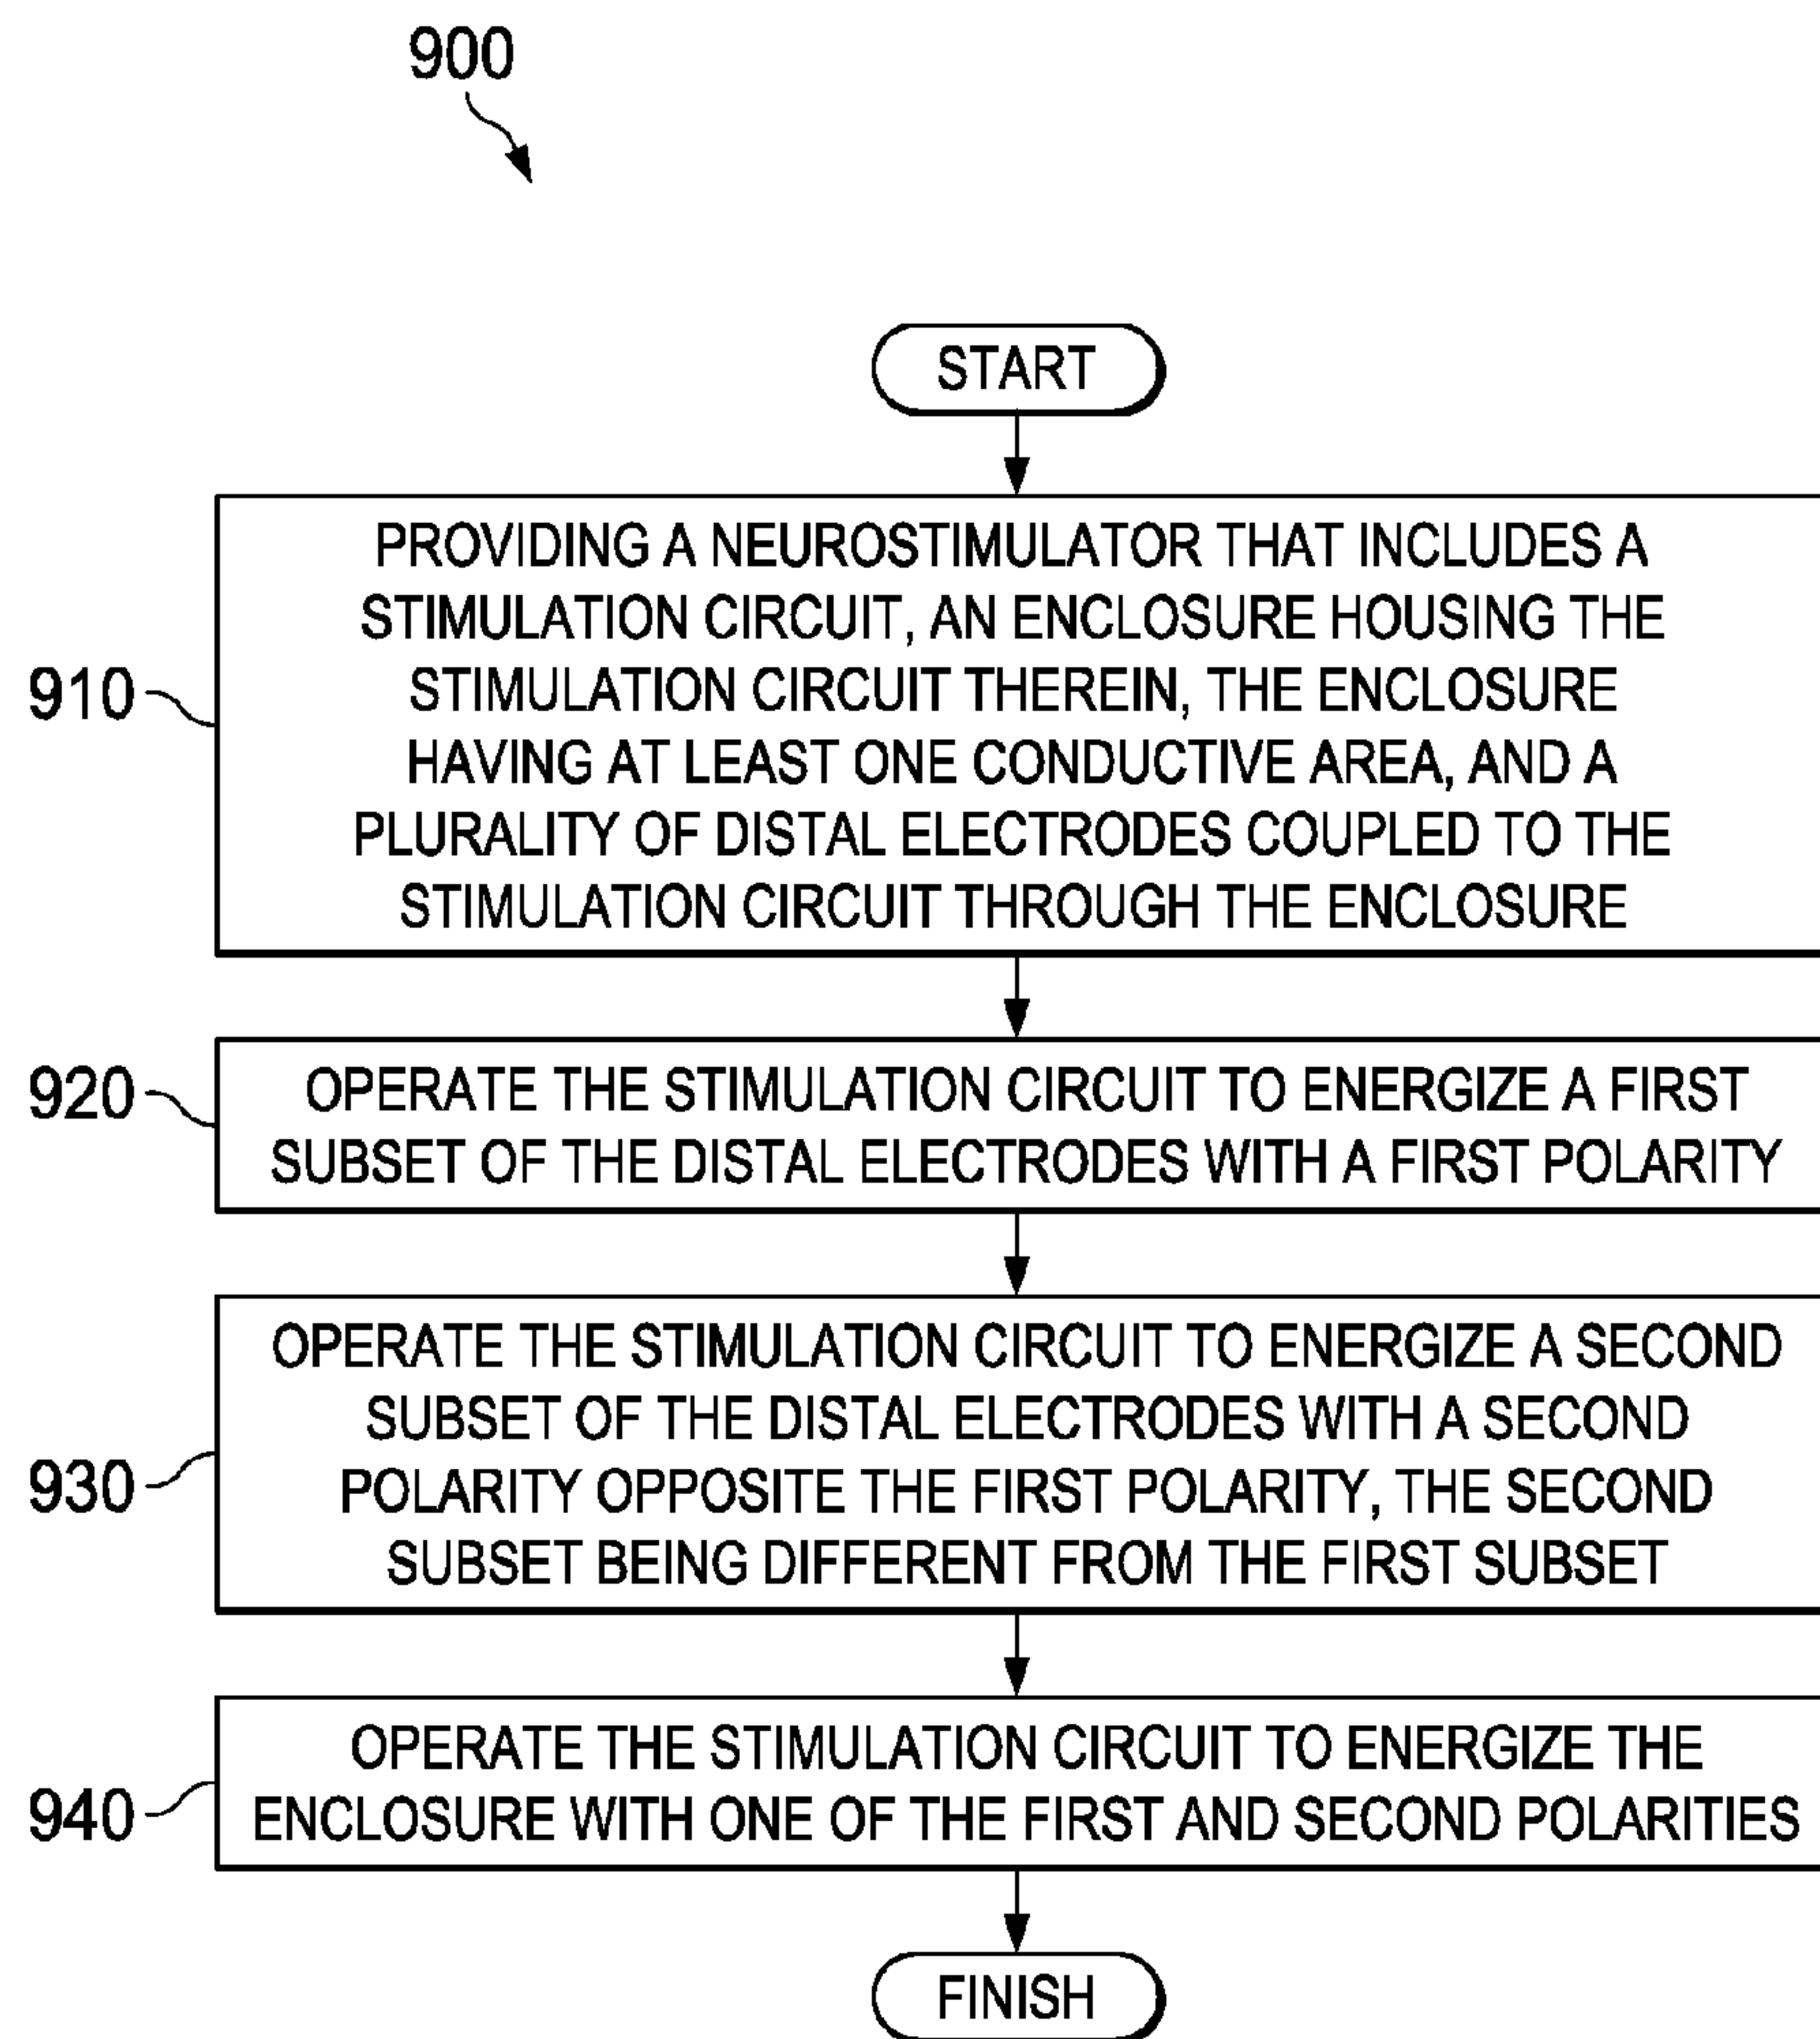 900
START
910
PROVIDING A NEUROSTIMULATOR THAT INCLUDES A
STIMULATION CIRCUIT, AN ENCLOSURE HOUSING THE
STIMULATION CIRCUIT THEREIN, THE ENCLOSURE
HAVING AT LEAST ONE CONDUCTIVE AREA, AND A
PLURALITY OF DISTAL ELECTRODES COUPLED TO THE
STIMULATION CIRCUIT THROUGH THE ENCLOSURE
920
OPERATE THE STIMULATION CIRCUIT TO ENERGIZE A FIRST
SUBSET OF THE DISTAL ELECTRODES WITH A FIRST POLARITY
930
OPERATE THE STIMULATION CIRCUIT TO ENERGIZE A SECOND
SUBSET OF THE DISTAL ELECTRODES WITH A SECOND
POLARITY OPPOSITE THE FIRST POLARITY, THE SECOND
SUBSET BEING DIFFERENT FROM THE FIRST SUBSET
940
OPERATE THE STIMULATION CIRCUIT TO ENERGIZE THE
ENCLOSURE WITH ONE OF THE FIRST AND SECOND POLARITIES
FINISH